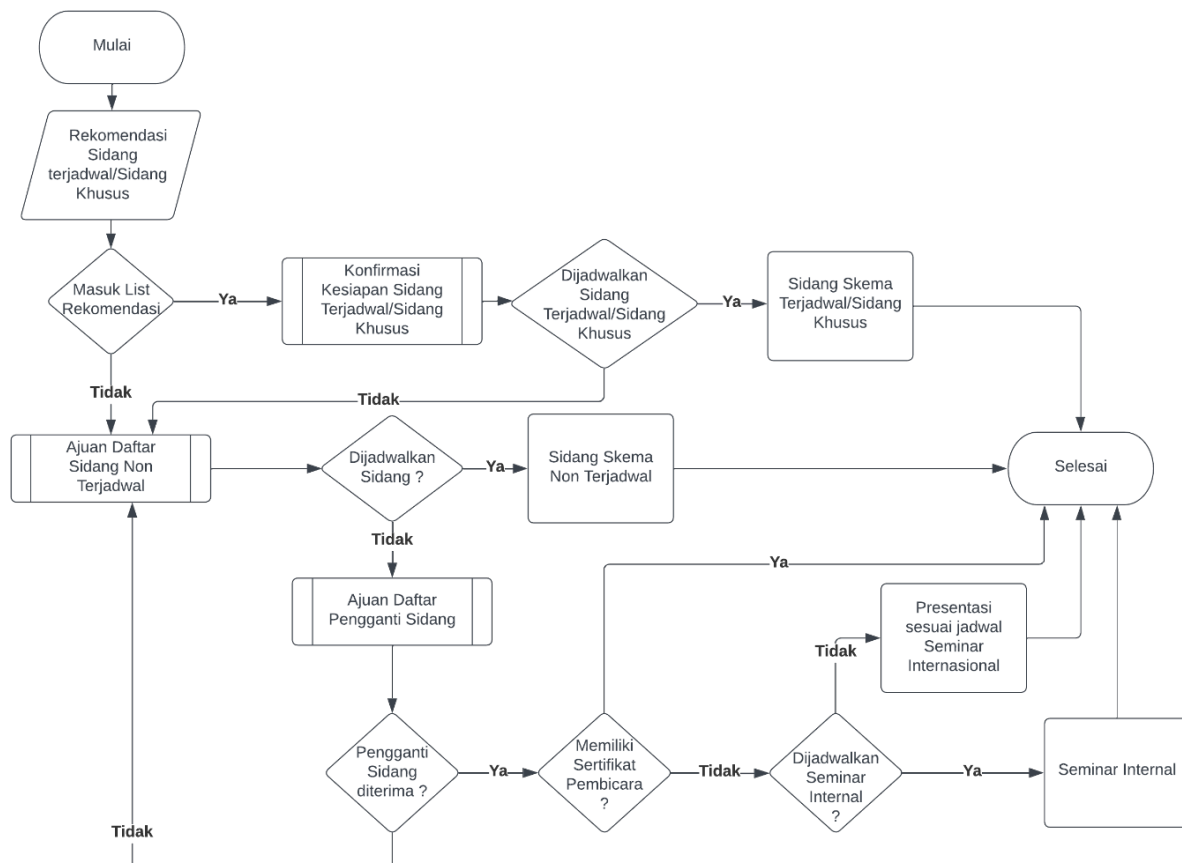 Mulai
Rekomendasi
Sidang
terjadwal/Sidang
Khusus
Masuk List
Rekomendasi
Ya
Konfirmasi
Kesiapan Sidang
Terjadwal/Sidang
Khusus
Dijadwalkan
Sidang
Terjadwal/Sidang
Khusus
Ya
Sidang Skema
Terjadwal/Sidang
Khusus
Tidak
Tidak
Ajuan Daftar
Sidang Non
Terjadwal
Dijadwalkan
Sidang ?
Ya
Sidang Skema
Non Terjadwal
Selesai
Tidak
Ajuan Daftar
Pengganti Sidang
Ya
Presentasi
sesuai jadwal
Seminar
Internasional
Tidak
Pengganti
Sidang
diterima ?
Ya
Memiliki
Sertifikat
Pembicara
?
Tidak
Dijadwalkan
Seminar
Internal
?
Ya
Seminar Internal
Tidak